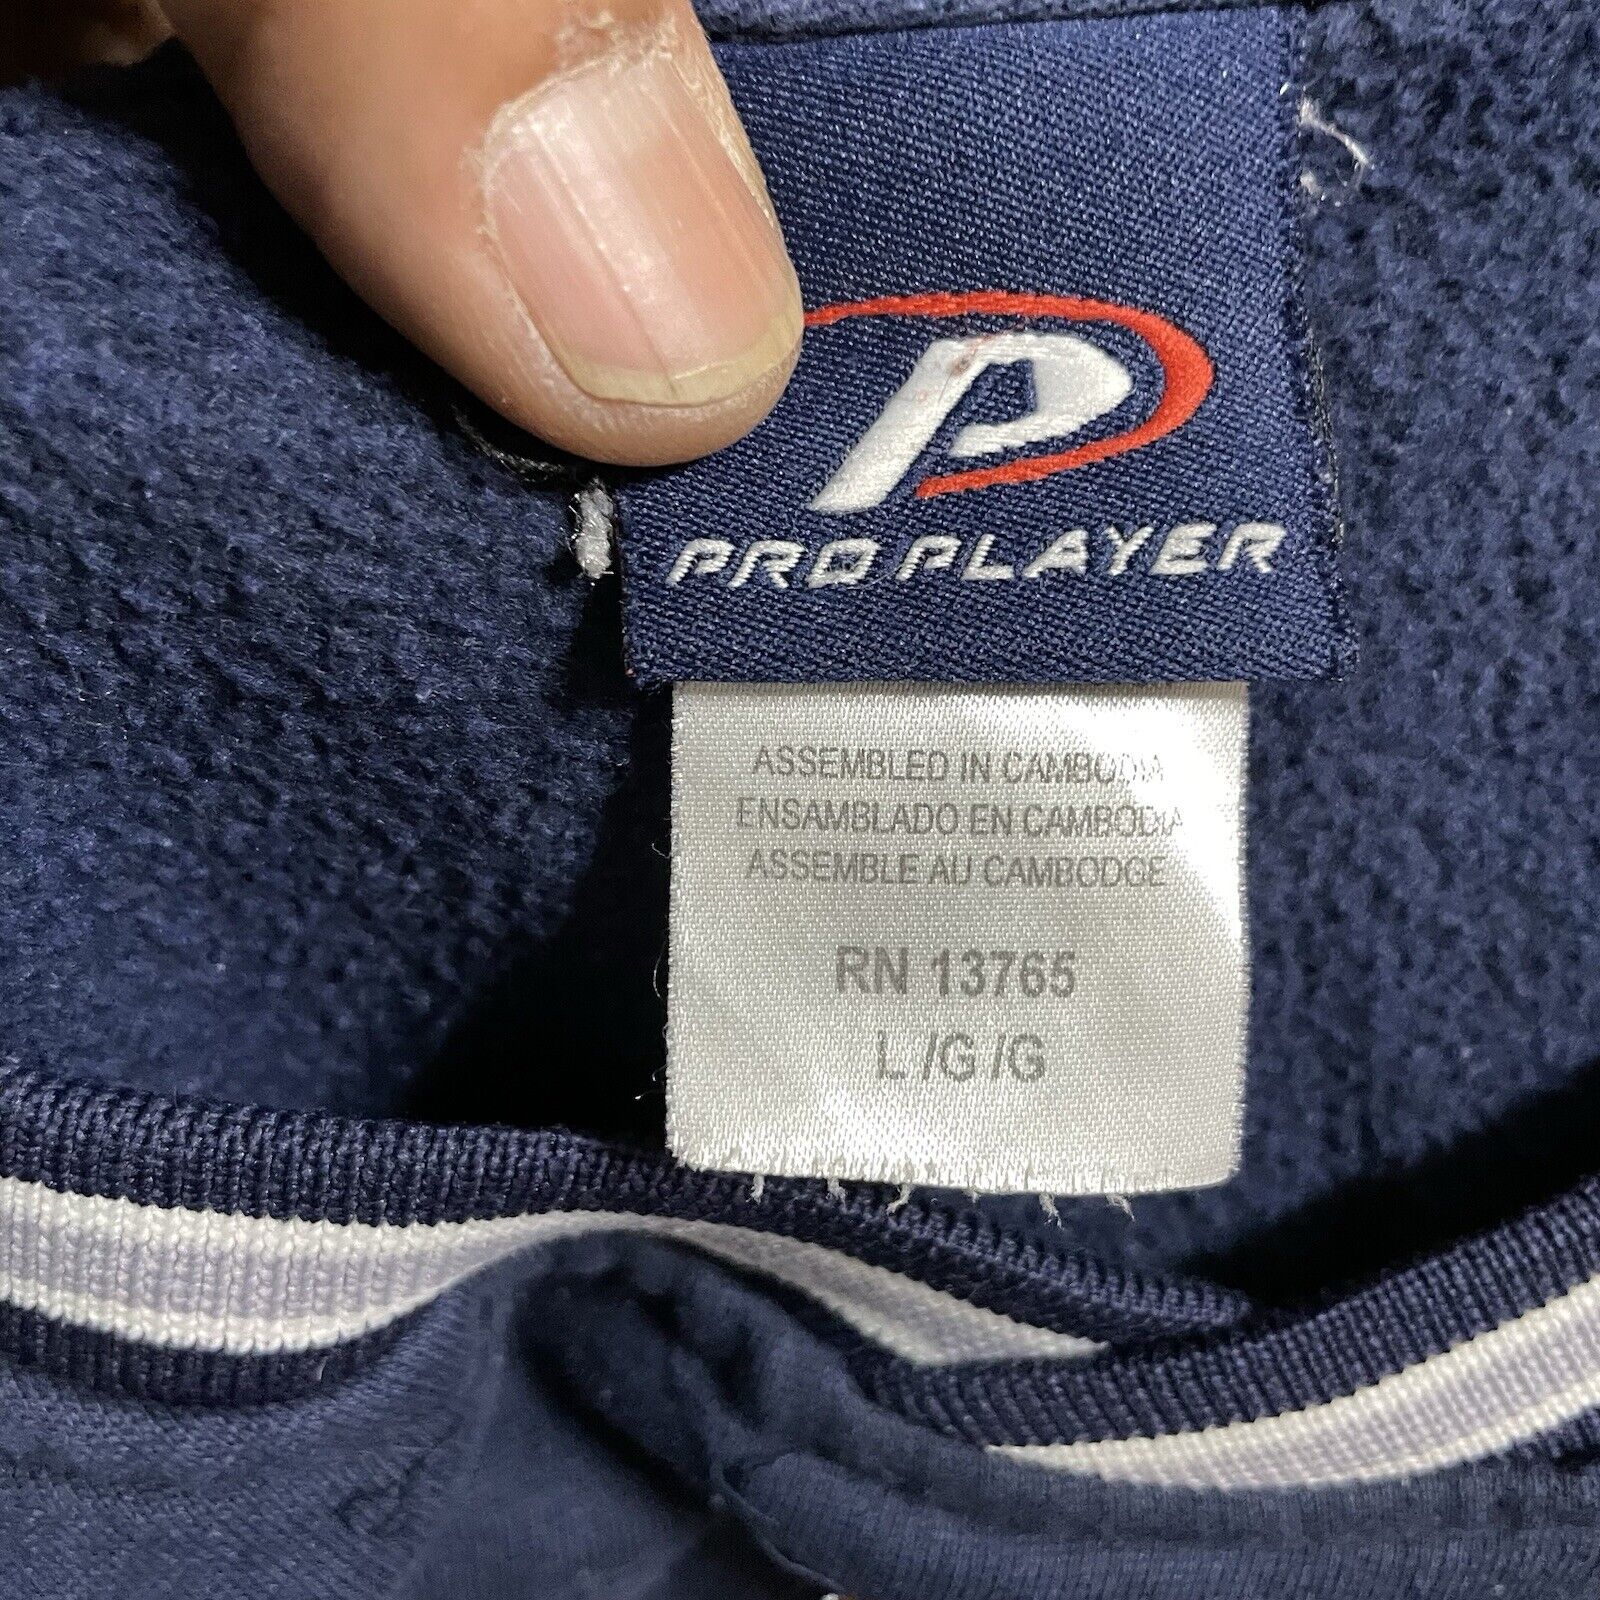 P
PRO PLAYER
ASSEMBLED IN CAMBODIA
ENSAMBLADO EN CAMBODIA
ASSEMBLE AU CAMBODGE
RN 13765
L /G /G